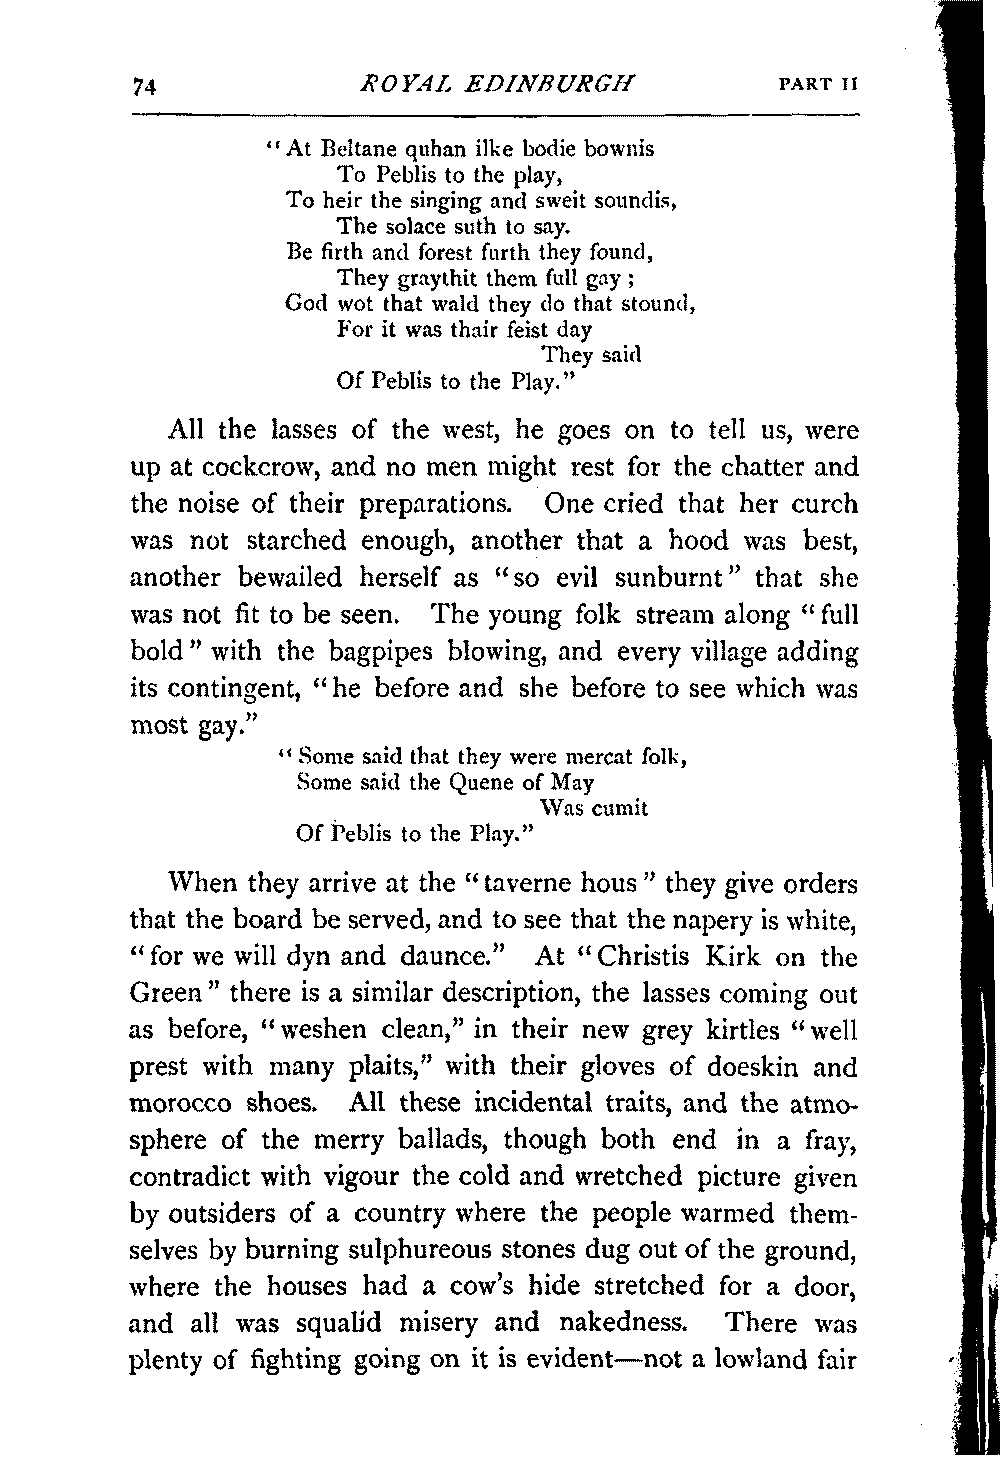 74 ROYAL EDINBURGH PART II
"At Beltane quhan ilke bodie bownis
To Peblis to the play,
To heir the singing and sweit soundis,
The solace suth to say.
Be firth and forest furth they found,
They graythit them full gay;
God wot that wald they do that stound,
For it was thair feist day
They said
Of Peblis to the Play."
All the lasses of the west, he goes on to tell us, were
up at cockcrow, and no men might rest for the chatter and
the noise of their preparations. One cried that her curch
was not starched enough, another that a hood was best,
another bewailed herself as "so evil sunburnt" that she
was not fit to be seen. The young folk stream along "full
bold" with the bagpipes blowing, and every village adding
its contingent, "he before and she before to see which was
most gay."
"Some said that they were mercat folk,
Some said the Quene of May
Was cumit
Of Peblis to the Play."
When they arrive at the "taverne hous" they give orders
that the board be served, and to see that the napery is white,
"for we will dyn and daunce." At "Christis Kirk on the
Green" there is a similar description, the lasses coming out
as before, "weshen clean," in their new grey kirtles "well
prest with many plaits," with their gloves of doeskin and
morocco shoes. All these incidental traits, and the atmo-
sphere of the merry ballads, though both end in a fray,
contradict with vigour the cold and wretched picture given
by outsiders of a country where the people warmed them-
selves by burning sulphureous stones dug out of the ground,
where the houses had a cow's hide stretched for a door,
and all was squalid misery and nakedness. There was
plenty of fighting going on it is evident—not a lowland fair